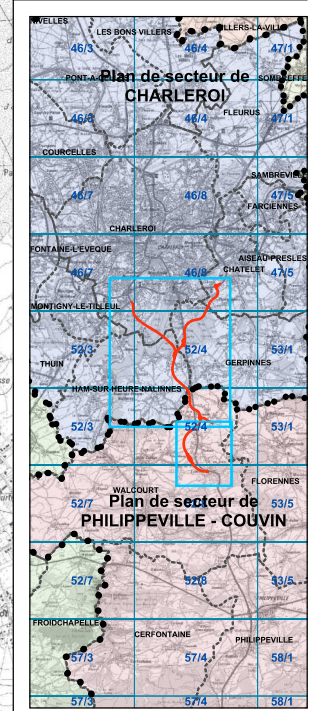 NIVELLES
LES BONS VILLERS
VILLERS-LA-VILLE
46/3
46/4
47/1
PONT-A-CELLES
Plan de secteur de
SOMBREFFE
CHARLEROI
46/3
46/4
FLEURUS
47/1
COURCELLES
SAMBREVILLE
46/7
46/8
47/5
FARCIENNES
CHARLEROI
FONTAINE-L'EVEQUE
AISEAU-PRESLES
46/7
46/8
CHATELET
47/5
MONTIGNY-LE-TILLEUL
52/3
52/4
53/1
THUIN
GERPINNES
HAM-SUR-HEURE-NALINNES
52/3
52/4
53/1
FLORENNES
WALCOURT
52/7
53/5
Plan de secteur de
PHILIPPEVILLE - COUVIN
52/7
52/8
53/5
FROIDCHAPELLE
CERFONTAINE
PHILIPPEVILLE
57/3
57/4
58/1
57/3
57/4
58/1